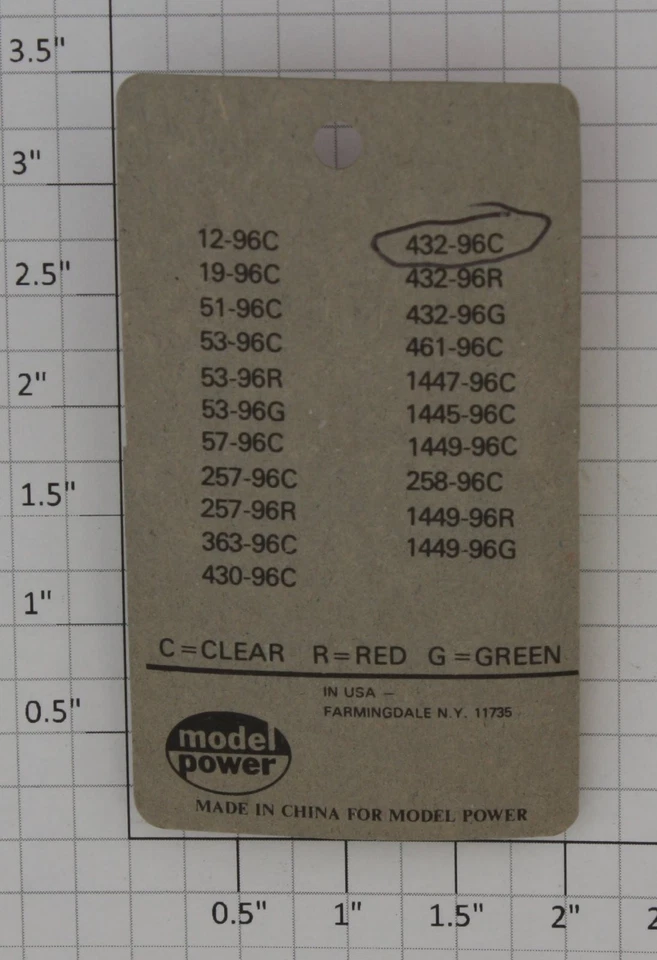 3.5"
3"
2.5"
2"
1.5"
1"
0.5"
12-96C
19-96C
51-96C
53-96C
53-96R
53-96G
57-96C
257-96C
257-96R
363-96C
430-96C
432-96C
432-96R
432-96G
461-96C
1447-96C
1445-96C
1449-96C
258-96C
1449-96R
1449-96G
C=CLEAR R=RED G=GREEN
IN USA –
FARMINGDALE N.Y. 11735
model
power
MADE IN CHINA FOR MODEL POWER
0.5" 1" 1.5" 2" 2